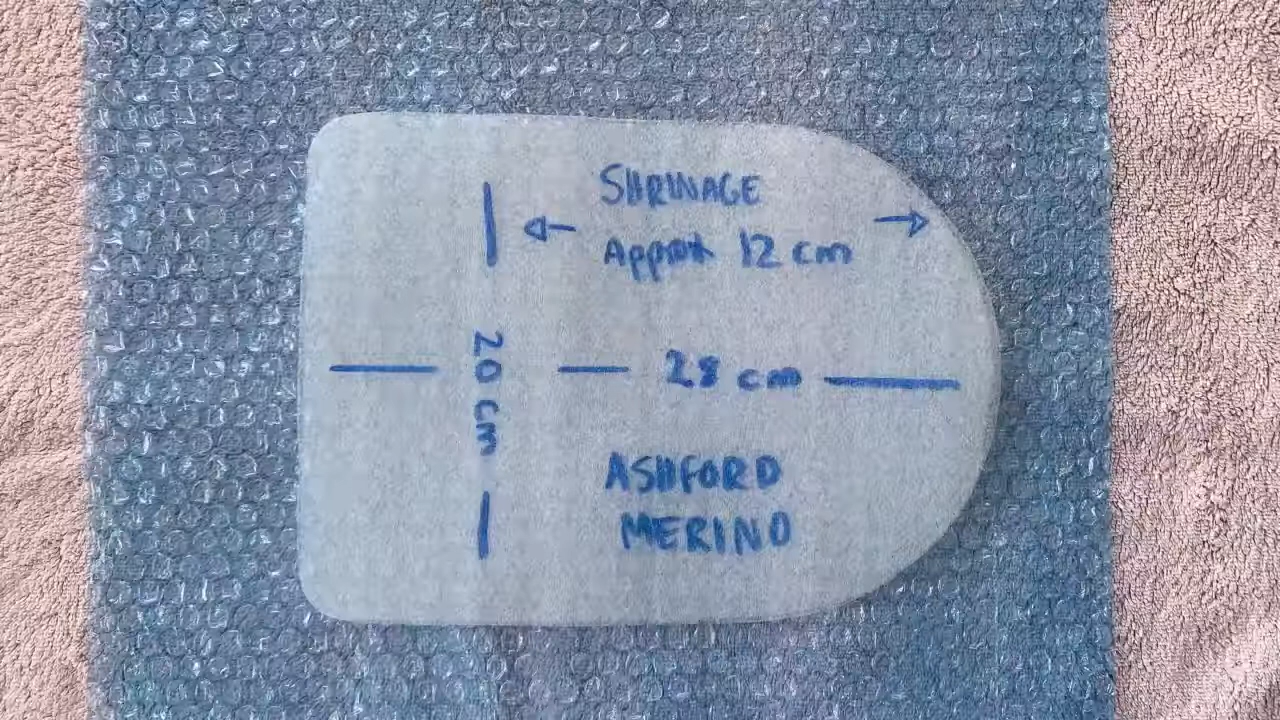 SHRINAGE
Approx 12 cm
20 cm
28 cm
ASHFORD
MERINO